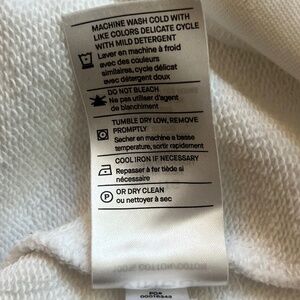 MACHINE WASH COLD WITH
LIKE COLORS DELICATE CYCLE
WITH MILD DETERGENT
Laver en machine à froid
avec des couleurs
similaires, cycle délicat
avec détergent doux
DO NOT BLEACH
Ne pas utiliser d'agent
de blanchiment
TUMBLE DRY LOW, REMOVE
PROMPTLY
Sécher en machine a basse
temperature, sortir rapidement
COOL IRON IF NECESSARY
Repasser à fer tiède si
nécessaire
OR DRY CLEAN
ou nettoyer à sec
PO#